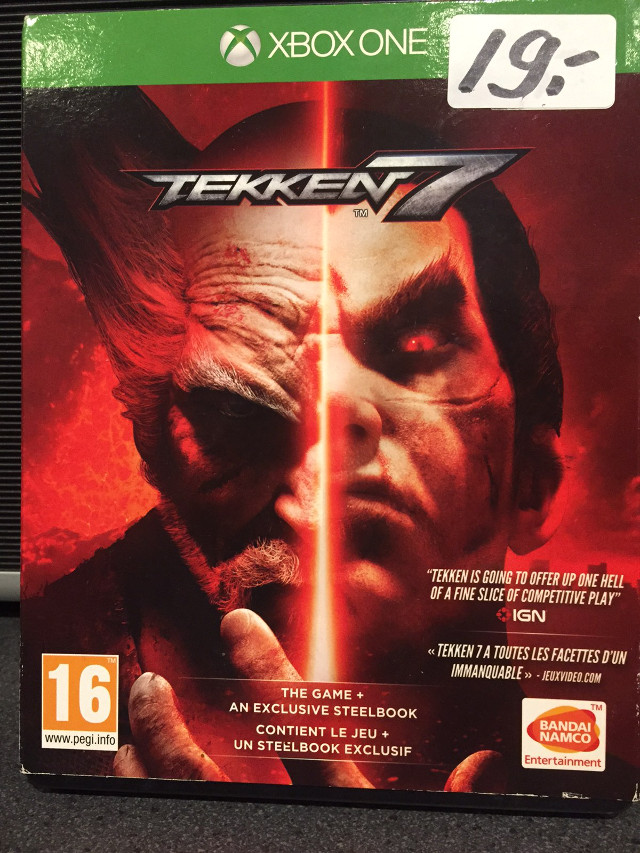 XBOX ONE
19.-
TEKKEN 7
TM
"TEKKEN IS GOING TO OFFER UP ONE HELL
OF A FINE SLICE OF COMPETITIVE PLAY"
IGN
« TEKKEN 7 A TOUTES LES FACETTES D'UN
IMMANQUABLE » - JEUXVIDEO.COM
THE GAME +
AN EXCLUSIVE STEELBOOK
CONTIENT LE JEU +
UN STEELBOOK EXCLUSIF
16
TM
www.pegi.info
TM
BANDAI
NAMCO
Entertainment